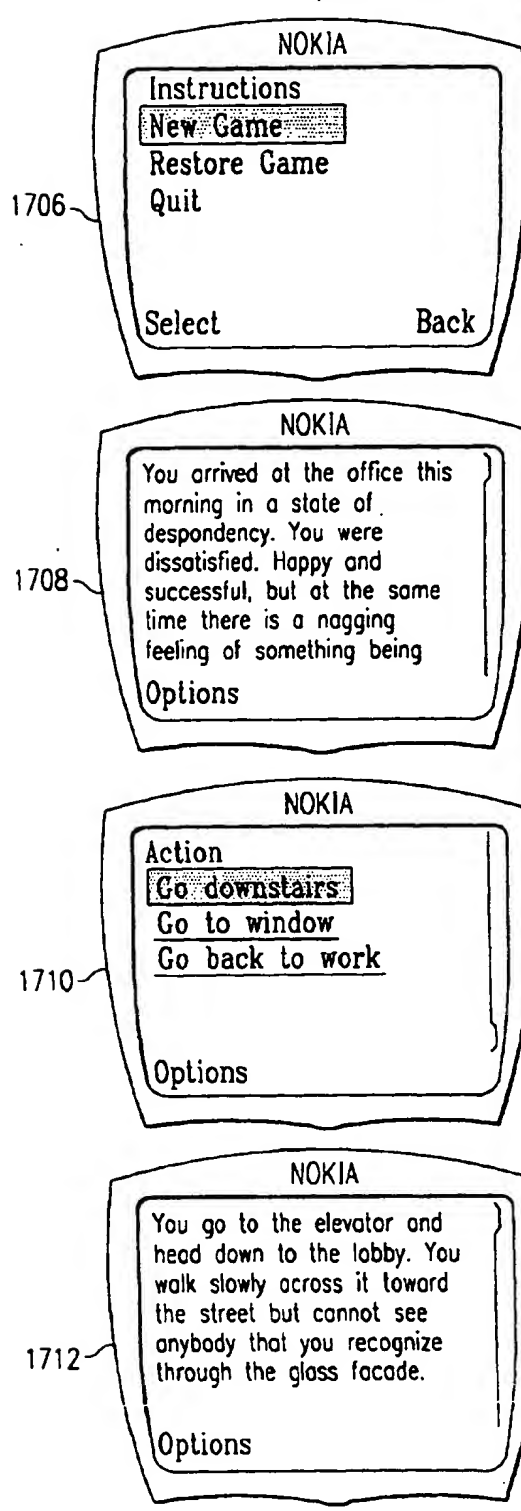 NOKIA
Instructions
New Game
Restore Game
Quit
1706
Select Back
NOKIA
You arrived at the office this
morning in a state of
despondency. You were
dissatisfied. Happy and
successful, but at the same
time there is a nagging
feeling of something being
1708
Options
NOKIA
Action
Go downstairs
Go to window
Go back to work
1710
Options
NOKIA
You go to the elevator and
head down to the lobby. You
walk slowly across it toward
the street but cannot see
anybody that you recognize
through the glass facade.
1712
Options